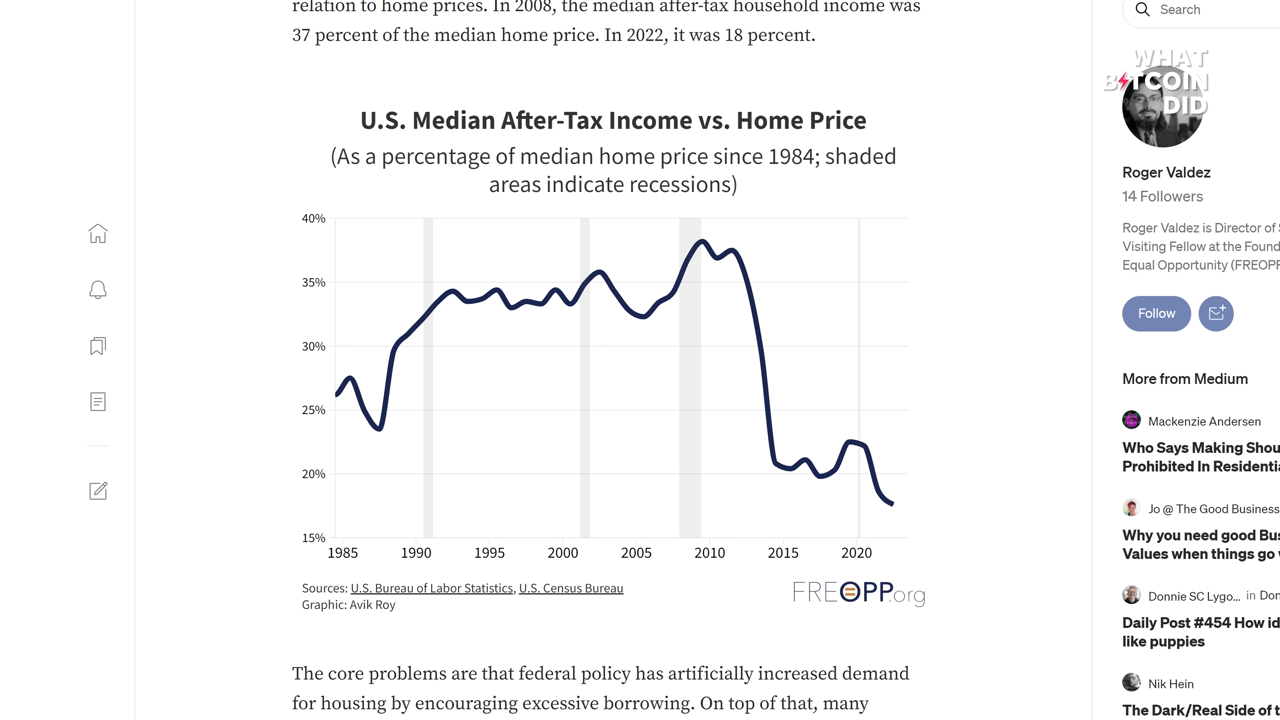 relation to home prices. In 2008, the median after-tax household income was
37 percent of the median home price. In 2022, it was 18 percent.
U.S. Median After-Tax Income vs. Home Price
(As a percentage of median home price since 1984; shaded
areas indicate recessions)
40%
35%
30%
25%
20%
15%
1985 1990 1995 2000 2005 2010 2015 2020
Sources: U.S. Bureau of Labor Statistics, U.S. Census Bureau
Graphic: Avik Roy
FREOPP.org
The core problems are that federal policy has artificially increased demand
for housing by encouraging excessive borrowing. On top of that, many
Search
WHAT
BITCOIN
DID
Roger Valdez
14 Followers
Roger Valdez is Director of
Visiting Fellow at the Found
Equal Opportunity (FREOPP
Follow
More from Medium
Mackenzie Andersen
Who Says Making Shou
Prohibited In Residentia
Jo @ The Good Business
Why you need good Bus
Values when things go
Donnie SC Lygo... in Don
Daily Post #454 How id
like puppies
Nik Hein
The Dark/Real Side of t